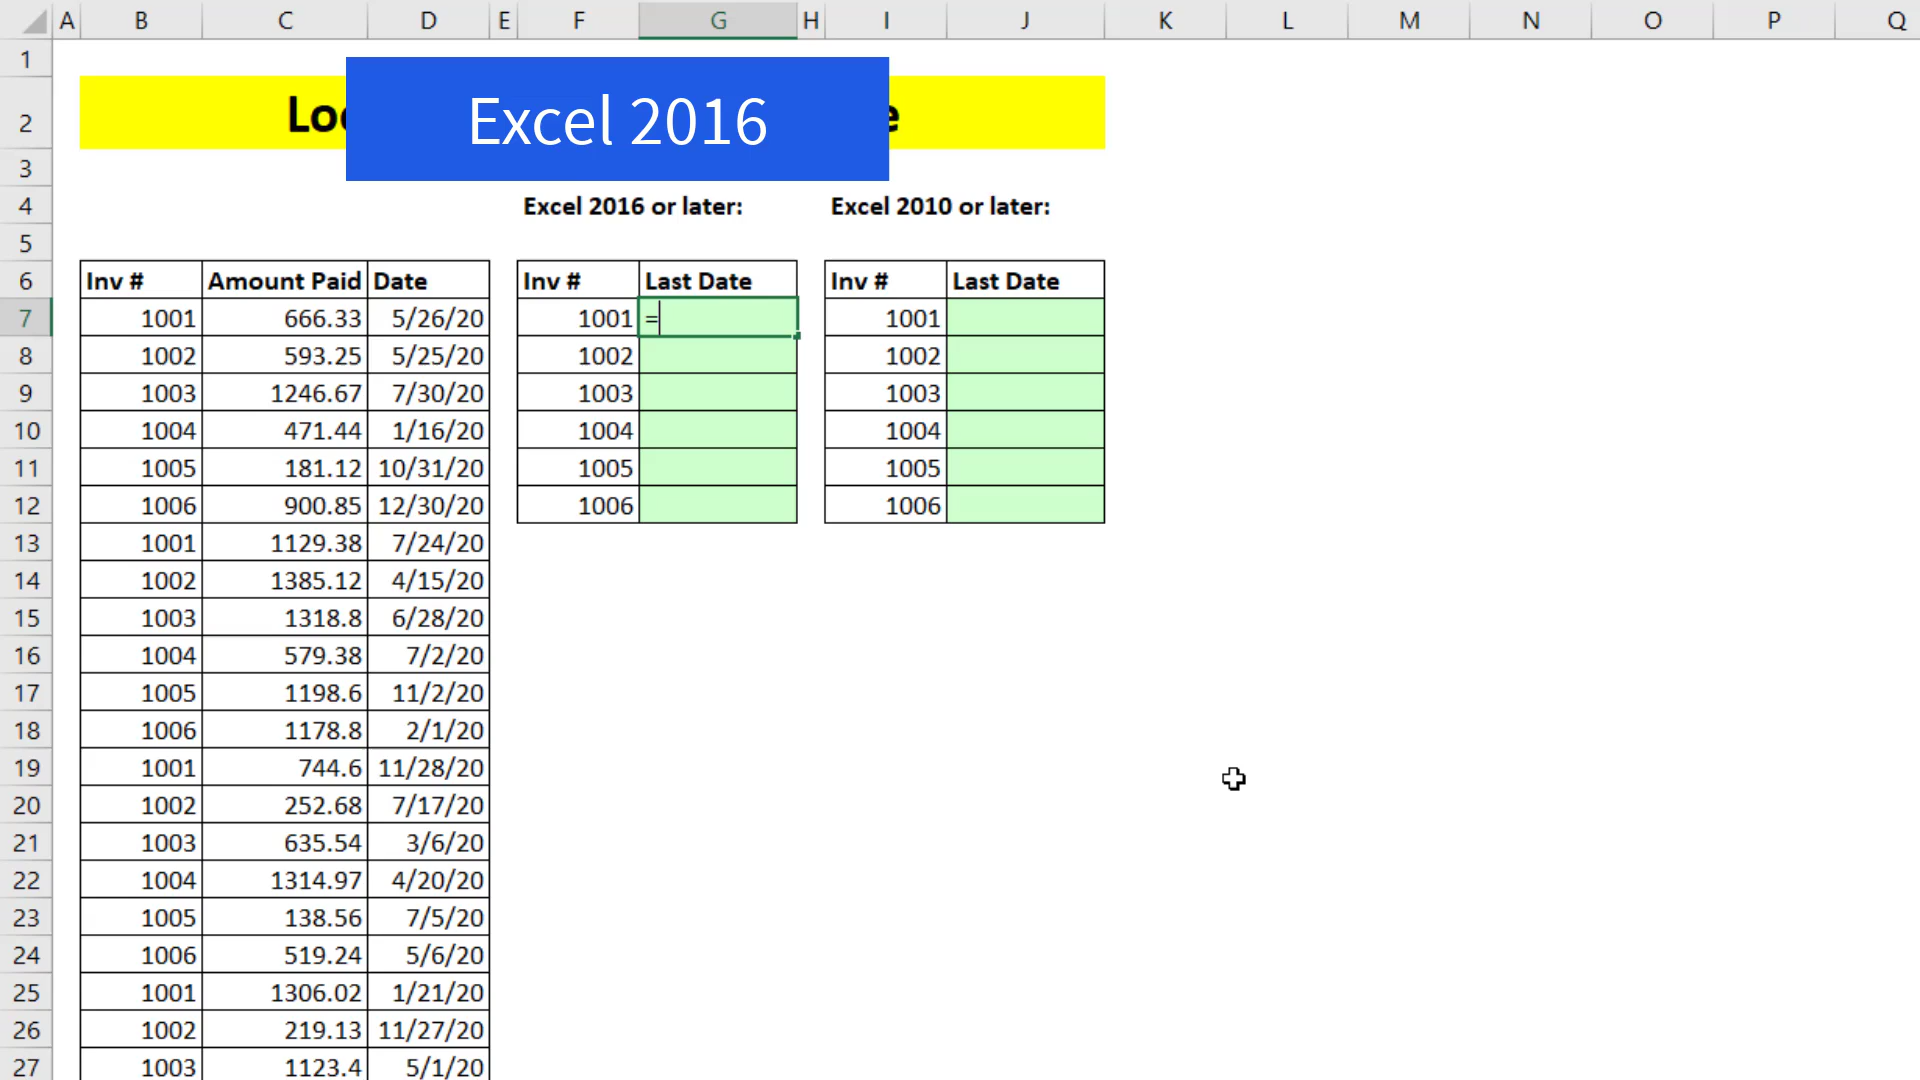 A B C D E F G H I J K L M N O P Q
1
2 Excel 2016
3
4 Excel 2016 or later: Excel 2010 or later:
5
6 Inv # Amount Paid Date Inv # Last Date Inv # Last Date
7 1001 666.33 5/26/20 1001 = 1001
8 1002 593.25 5/25/20 1002 1002
9 1003 1246.67 7/30/20 1003 1003
10 1004 471.44 1/16/20 1004 1004
11 1005 181.12 10/31/20 1005 1005
12 1006 900.85 12/30/20 1006 1006
13 1001 1129.38 7/24/20
14 1002 1385.12 4/15/20
15 1003 1318.8 6/28/20
16 1004 579.38 7/2/20
17 1005 1198.6 11/2/20
18 1006 1178.8 2/1/20
19 1001 744.6 11/28/20
20 1002 252.68 7/17/20
21 1003 635.54 3/6/20
22 1004 1314.97 4/20/20
23 1005 138.56 7/5/20
24 1006 519.24 5/6/20
25 1001 1306.02 1/21/20
26 1002 219.13 11/27/20
27 1003 1123.4 5/1/20